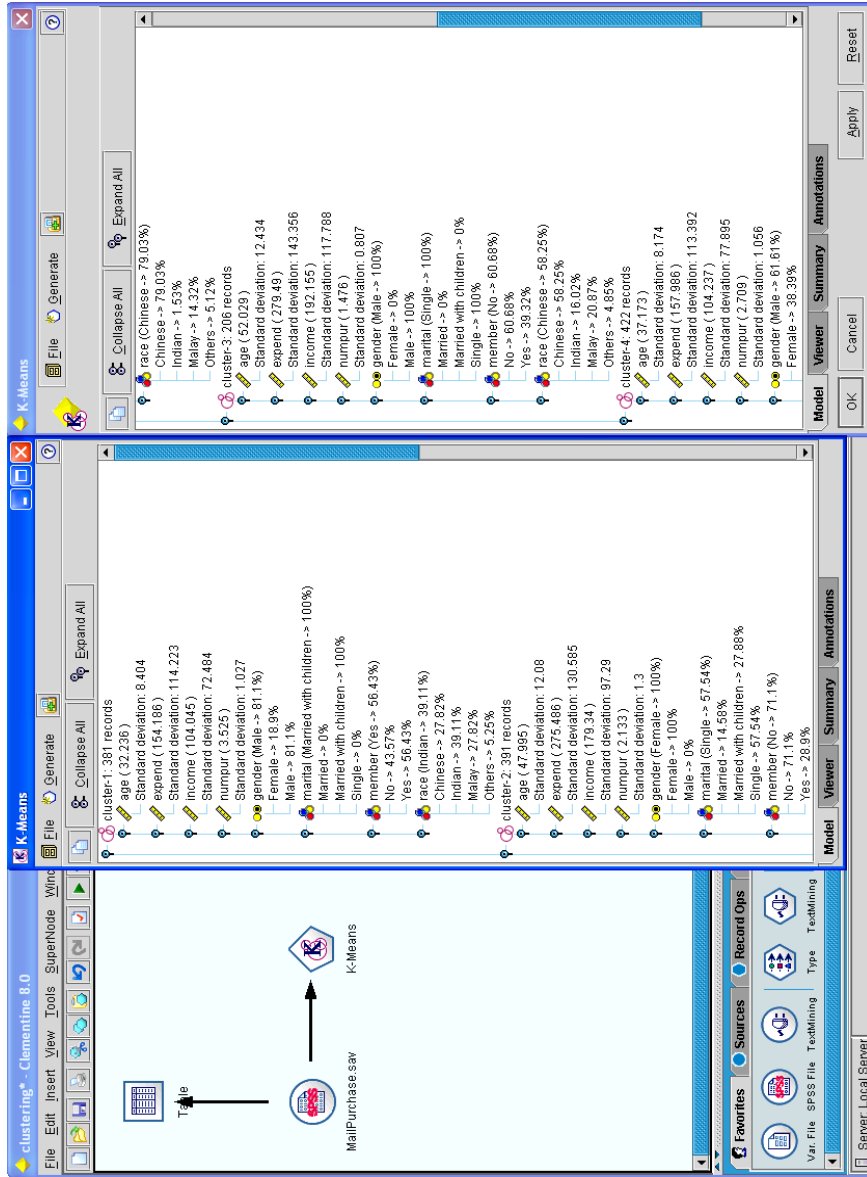 clustering* - Clementine 8.0
File Edit Insert View Tools SuperNode Wind
Table
MailPurchase.sav
K-Means
Favorites Sources Record Ops
Var. File SPSS File TextMining Type TextMining
Server: Local Server
K-Means
File Generate
Collapse All Expand All
cluster-1: 381 records
age ( 32.236 )
Standard deviation: 8.404
expend ( 154.186 )
Standard deviation: 114.223
income ( 104.045 )
Standard deviation: 72.484
numpur ( 3.525 )
Standard deviation: 1.027
gender (Male -> 81.1%)
Female -> 18.9%
Male -> 81.1%
marital (Married with children -> 100%)
Married -> 0%
Married with children -> 100%
Single -> 0%
member (Yes -> 56.43%)
No -> 43.57%
Yes -> 56.43%
race (Indian -> 39.11%)
Chinese -> 27.82%
Indian -> 39.11%
Malay -> 27.82%
Others -> 5.25%
cluster-2: 391 records
age ( 47.995 )
Standard deviation: 12.08
expend ( 275.486 )
Standard deviation: 130.585
income ( 179.34 )
Standard deviation: 97.29
numpur ( 2.133 )
Standard deviation: 1.3
gender (Female -> 100%)
Female -> 100%
Male -> 0%
marital (Single -> 57.54%)
Married -> 14.58%
Married with children -> 27.88%
Single -> 57.54%
member (No -> 71.1%)
No -> 71.1%
Yes -> 28.9%
Model Viewer Summary Annotations
K-Means
File Generate
Collapse All Expand All
race (Chinese -> 79.03%)
Chinese -> 79.03%
Indian -> 1.53%
Malay -> 14.32%
Others -> 5.12%
cluster-3: 206 records
age ( 52.029 )
Standard deviation: 12.434
expend ( 279.49 )
Standard deviation: 143.356
income ( 192.155 )
Standard deviation: 117.788
numpur ( 1.476 )
Standard deviation: 0.807
gender (Male -> 100%)
Female -> 0%
Male -> 100%
marital (Single -> 100%)
Married -> 0%
Married with children -> 0%
Single -> 100%
member (No -> 60.68%)
No -> 60.68%
Yes -> 39.32%
race (Chinese -> 58.25%)
Chinese -> 58.25%
Indian -> 16.02%
Malay -> 20.87%
Others -> 4.85%
cluster-4: 422 records
age ( 37.173 )
Standard deviation: 8.174
expend ( 157.986 )
Standard deviation: 113.392
income ( 104.237 )
Standard deviation: 77.895
numpur ( 2.709 )
Standard deviation: 1.056
gender (Male -> 61.61%)
Female -> 38.39%
Model Viewer Summary Annotations
OK Cancel Apply Reset